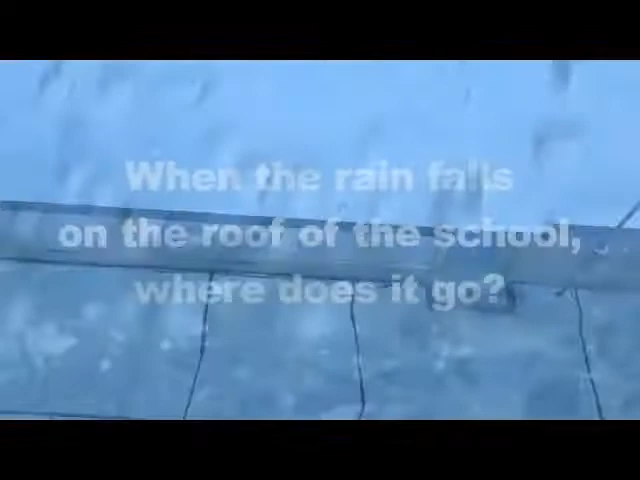 When the rain falls
on the roof of the school,
where does it go?